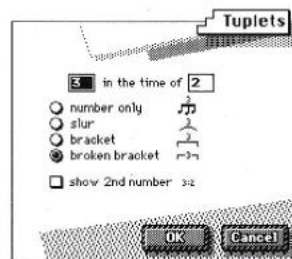 Tuplets
3 in the time of 2
number only
slur
bracket
broken bracket
show 2nd number 3:2
OK Cancel